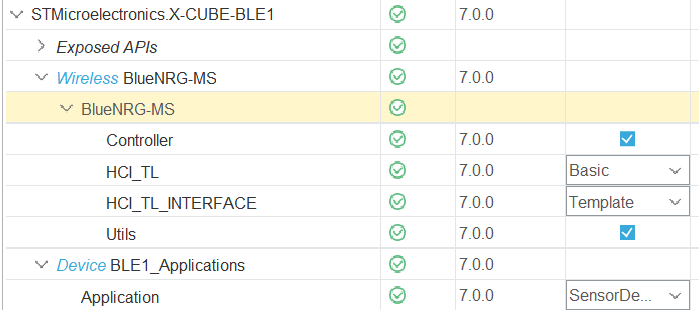 STMicroelectronics.X-CUBE-BLE1 7.0.0
Exposed APIs
Wireless BlueNRG-MS 7.0.0
BlueNRG-MS
Controller 7.0.0
HCI_TL 7.0.0 Basic
HCI_TL_INTERFACE 7.0.0 Template
Utils 7.0.0
Device BLE1_Applications 7.0.0
Application 7.0.0 SensorDe...